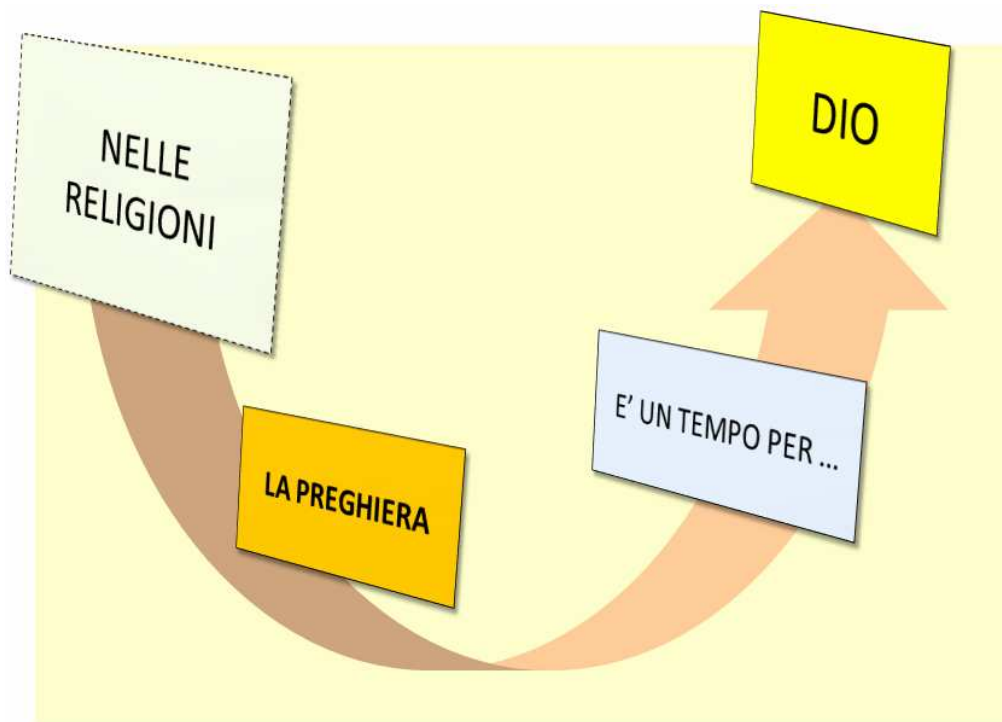 NELLE
RELIGIONI
LA PREGHIERA
E' UN TEMPO PER ...
DIO